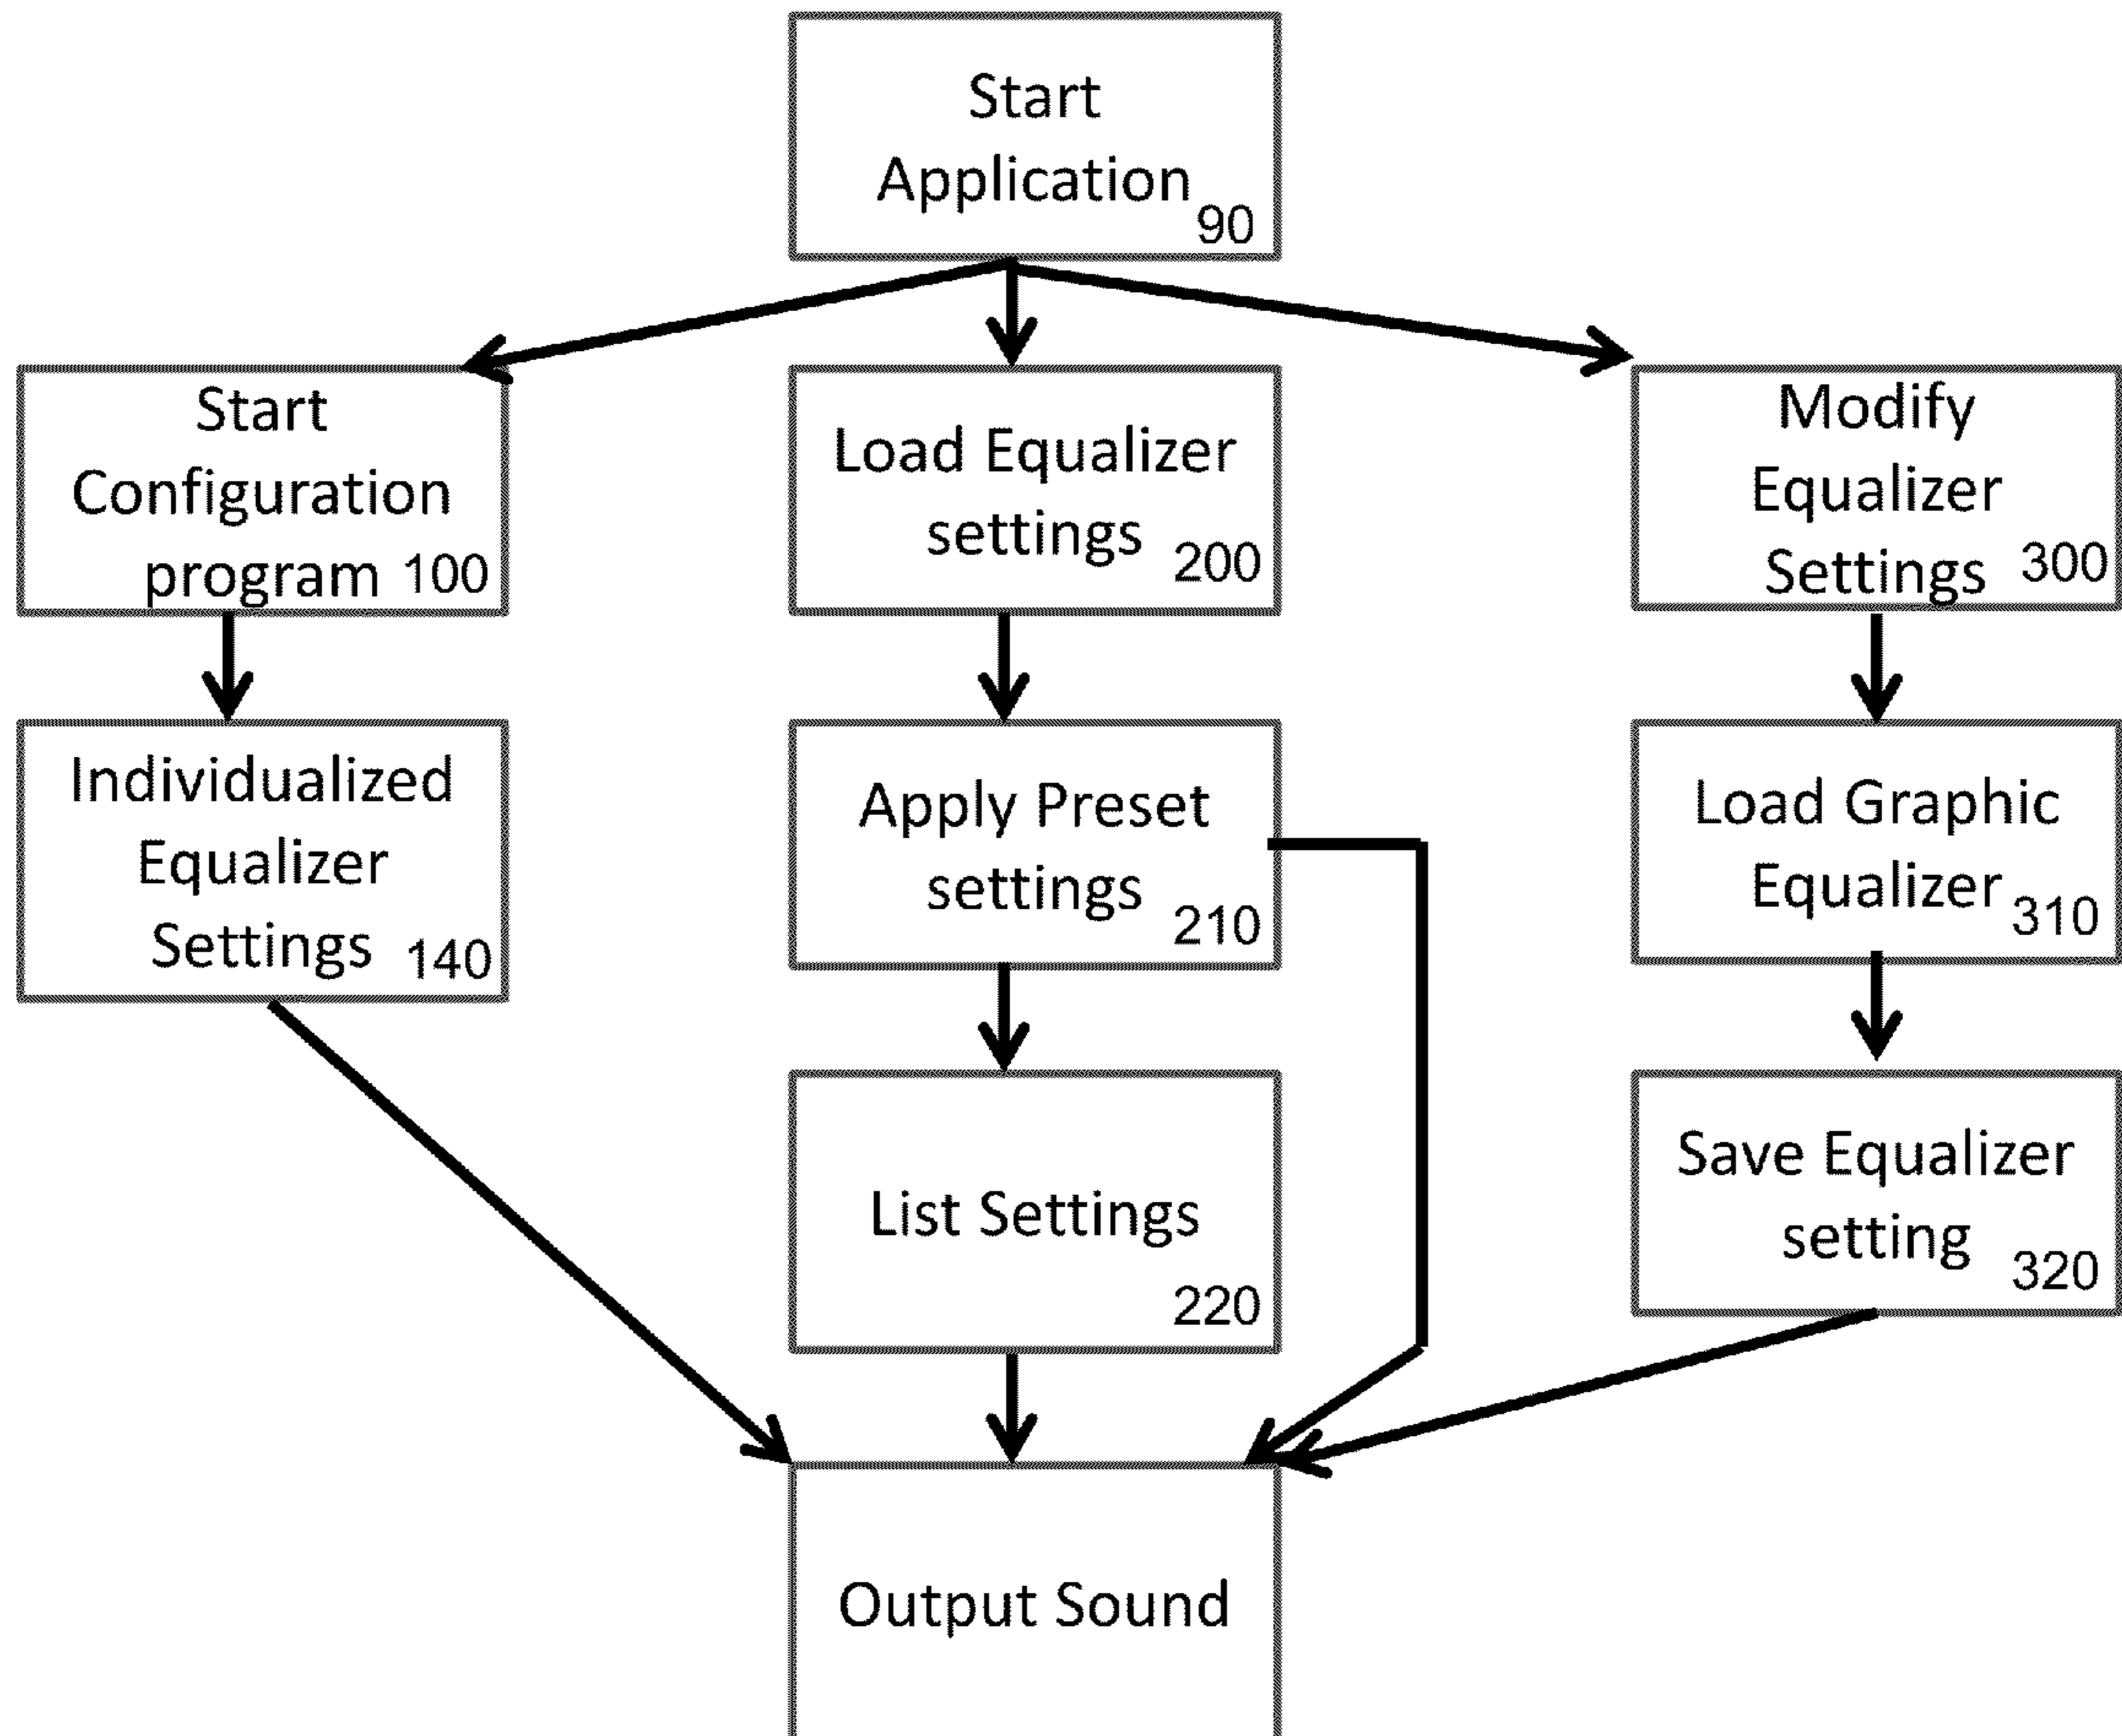 Start
Application
90
Start
Configuration
program 100
Load Equalizer
settings 200
Modify
Equalizer
Settings 300
Individualized
Equalizer
Settings 140
Apply Preset
settings 210
Load Graphic
Equalizer 310
List Settings
220
Save Equalizer
setting 320
Output Sound